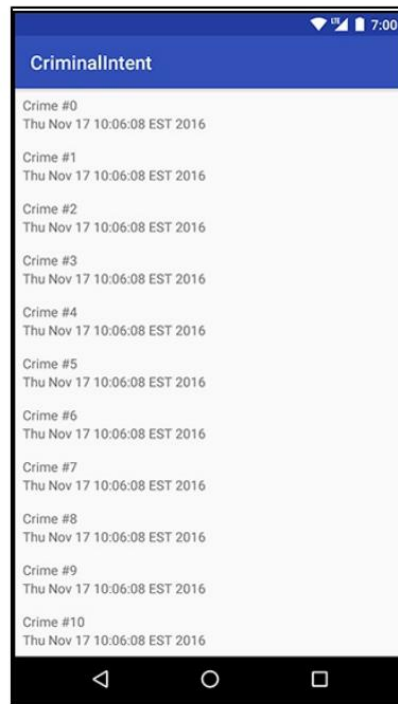 LTE 7:00
CriminalIntent
Crime #0
Thu Nov 17 10:06:08 EST 2016
Crime #1
Thu Nov 17 10:06:08 EST 2016
Crime #2
Thu Nov 17 10:06:08 EST 2016
Crime #3
Thu Nov 17 10:06:08 EST 2016
Crime #4
Thu Nov 17 10:06:08 EST 2016
Crime #5
Thu Nov 17 10:06:08 EST 2016
Crime #6
Thu Nov 17 10:06:08 EST 2016
Crime #7
Thu Nov 17 10:06:08 EST 2016
Crime #8
Thu Nov 17 10:06:08 EST 2016
Crime #9
Thu Nov 17 10:06:08 EST 2016
Crime #10
Thu Nov 17 10:06:08 EST 2016